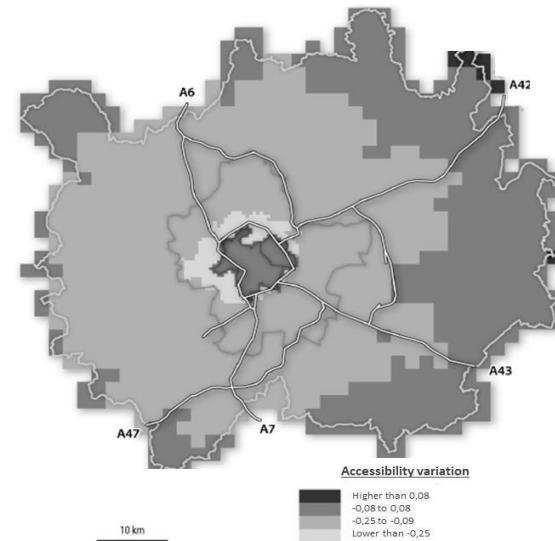 A6
A42
A43
A47
A7
Accessibility variation
Higher than 0,08
-0,08 to 0,08
-0,25 to -0,09
Lower than -0,25
10 km